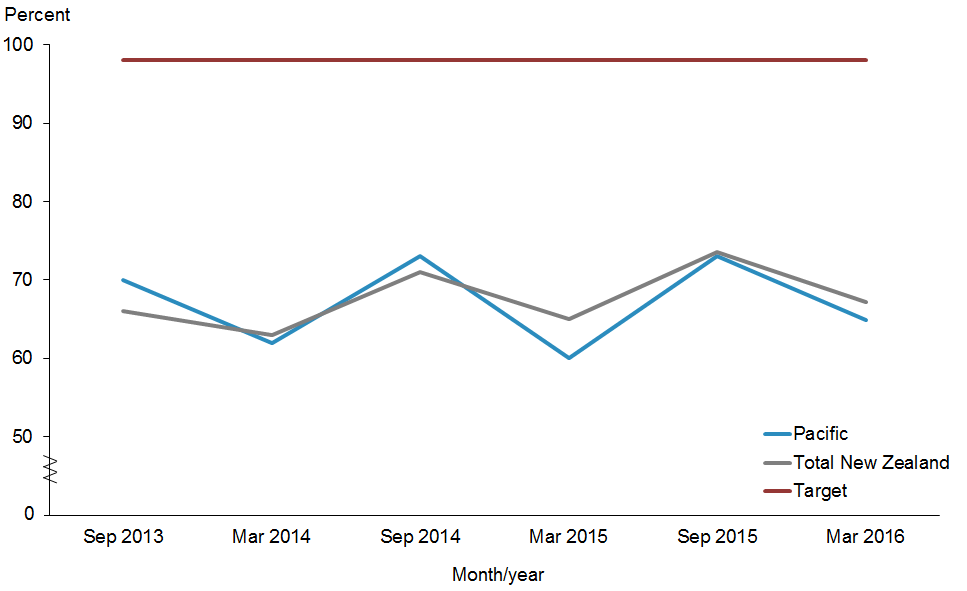 Percent
100
90
80
70
60
50
0
Pacific
Total New Zealand
Target
Sep 2013 Mar 2014 Sep 2014 Mar 2015 Sep 2015 Mar 2016
Month/year